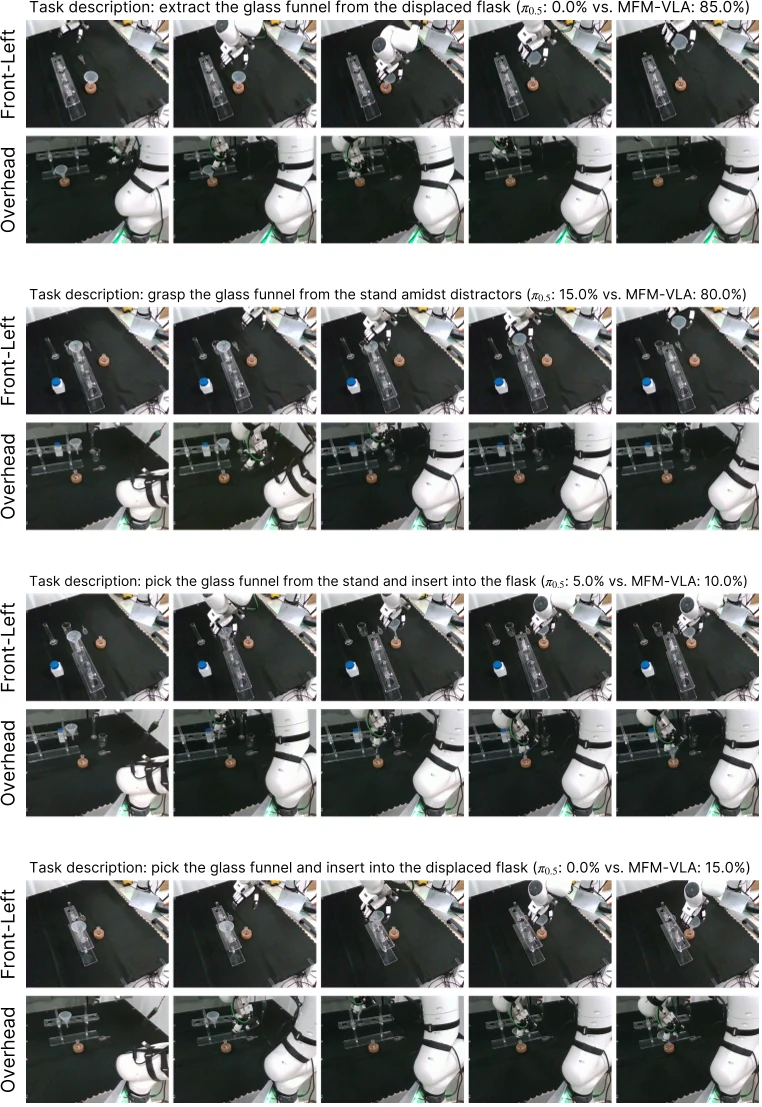 Task description: extract the glass funnel from the displaced flask (π0.5: 0.0% vs. MFM-VLA: 85.0%)
Front-Left
Overhead
Task description: grasp the glass funnel from the stand amidst distractors (π0.5: 15.0% vs. MFM-VLA: 80.0%)
Front-Left
Overhead
Task description: pick the glass funnel from the stand and insert into the flask (π0.5: 5.0% vs. MFM-VLA: 10.0%)
Front-Left
Overhead
Task description: pick the glass funnel and insert into the displaced flask (π0.5: 0.0% vs. MFM-VLA: 15.0%)
Front-Left
Overhead